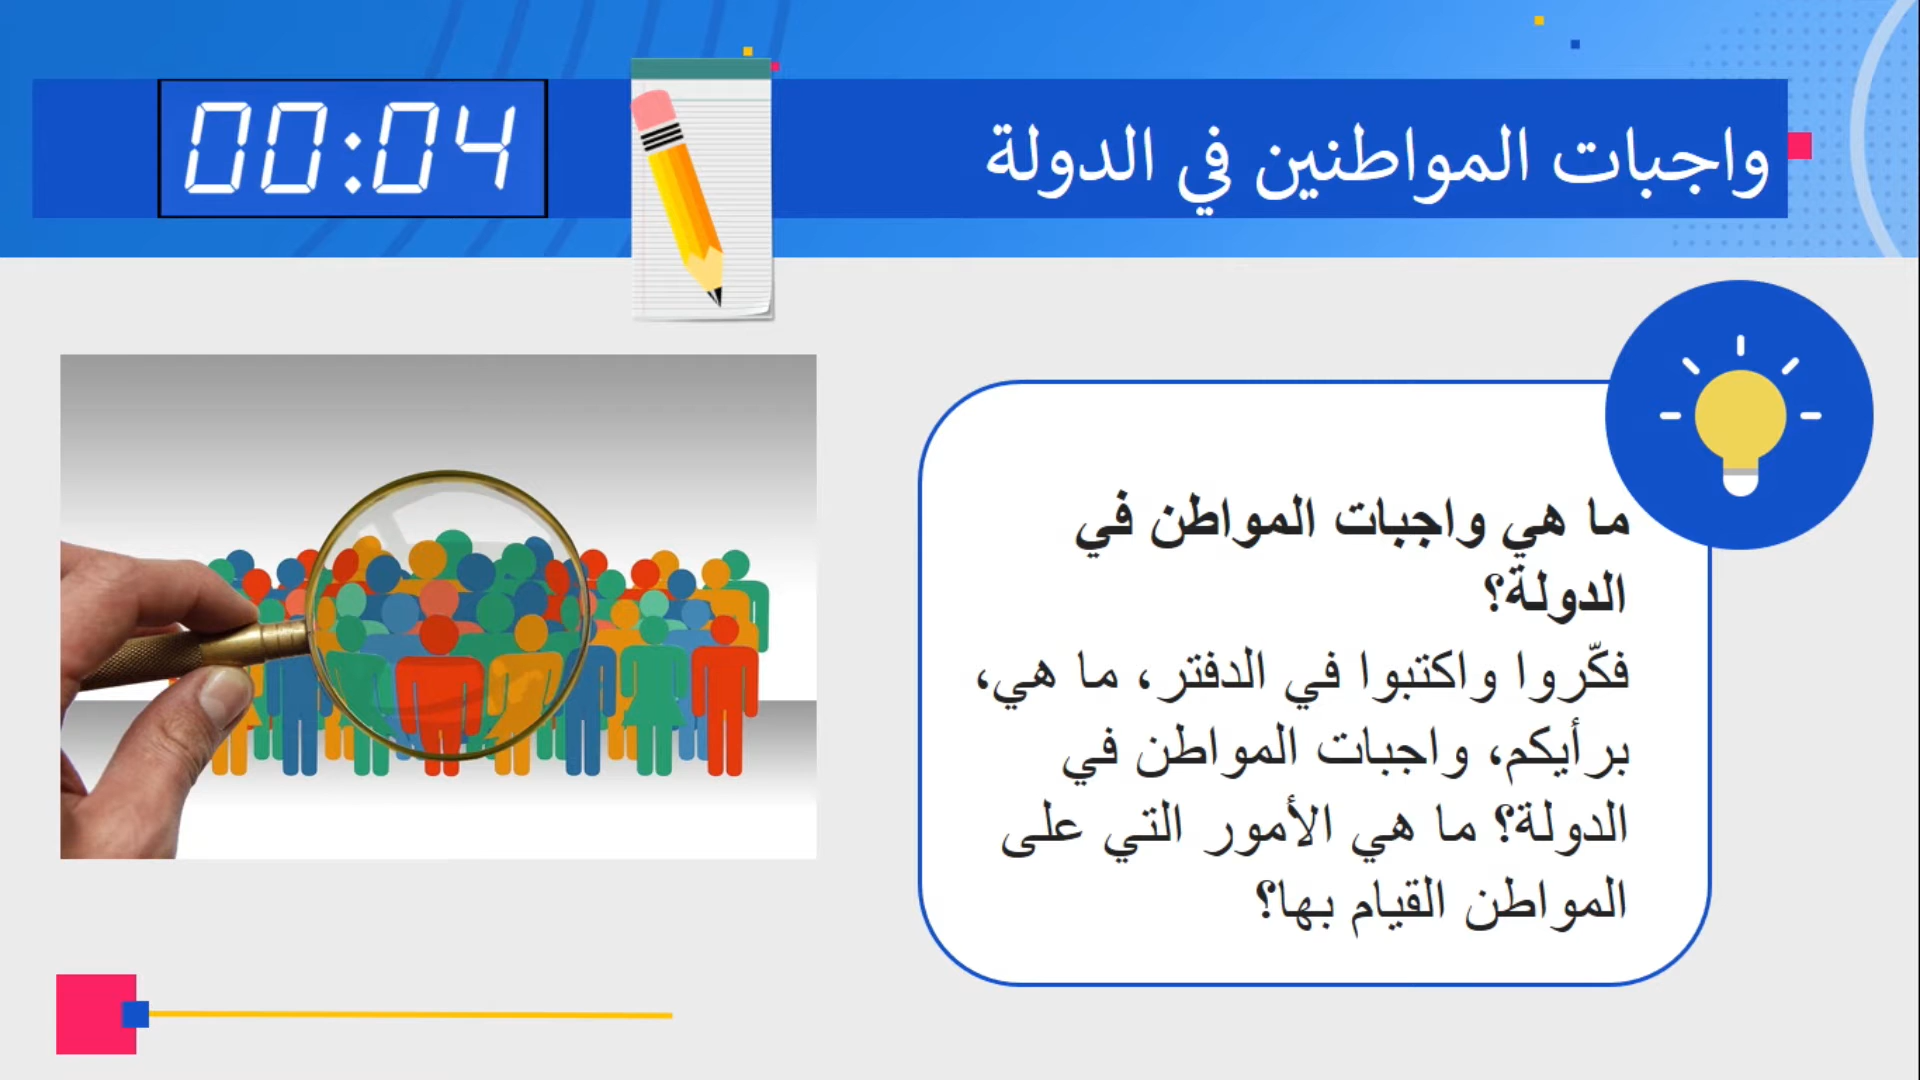 واجبات المواطنين في الدولة
00:04
ما هي واجبات المواطن في
الدولة؟
فكّروا واكتبوا في الدفتر، ما هي،
برأيكم، واجبات المواطن في
الدولة؟ ما هي الأمور التي على
المواطن القيام بها؟